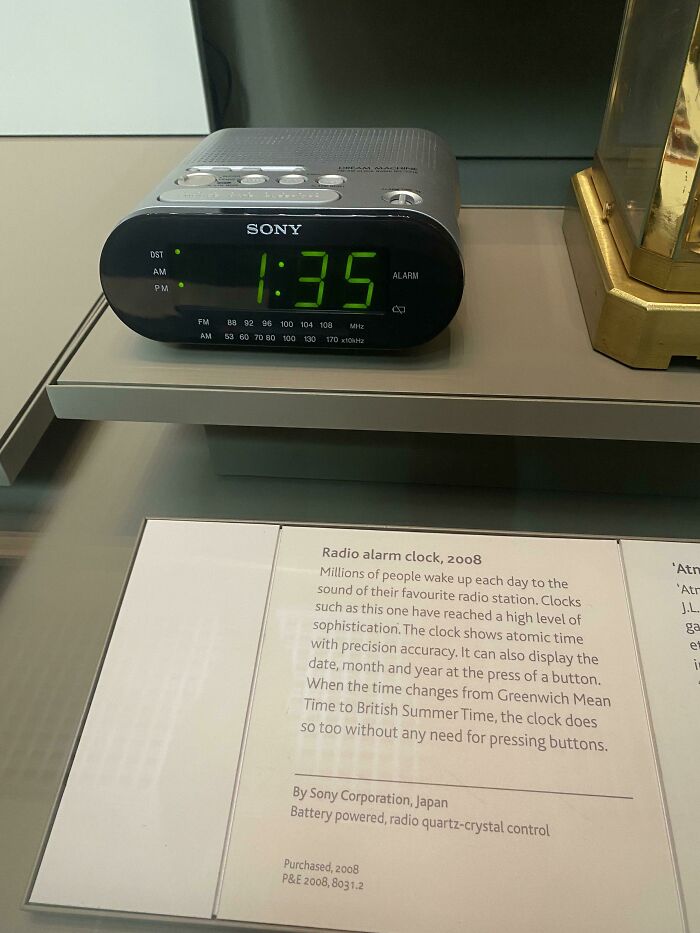 DREAM MACHINE
SONY
DST
AM
PM
1:35
ALARM
FM 88 92 96 100 104 108 MHz
AM 53 60 70 80 100 130 170 x10kHz
Radio alarm clock, 2008
Millions of people wake up each day to the
sound of their favourite radio station. Clocks
such as this one have reached a high level of
sophistication. The clock shows atomic time
with precision accuracy. It can also display the
date, month and year at the press of a button.
When the time changes from Greenwich Mean
Time to British Summer Time, the clock does
so too without any need for pressing buttons.
By Sony Corporation, Japan
Battery powered, radio quartz-crystal control
Purchased, 2008
P&E 2008, 8031.2
J.L.